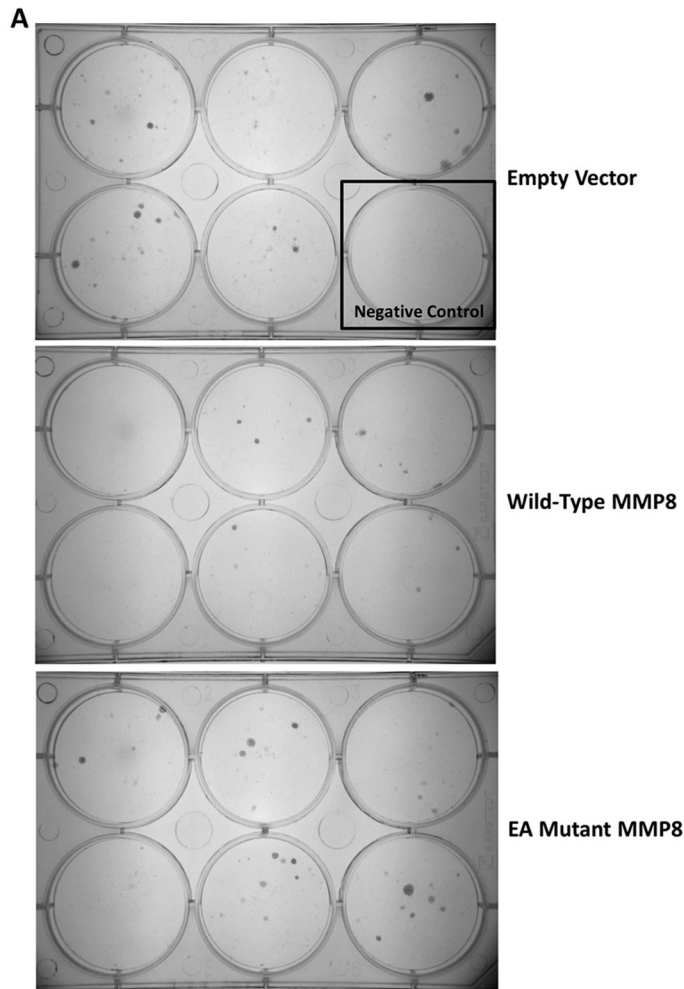 A
Empty Vector
Negative Control
Wild-Type MMP8
EA Mutant MMP8